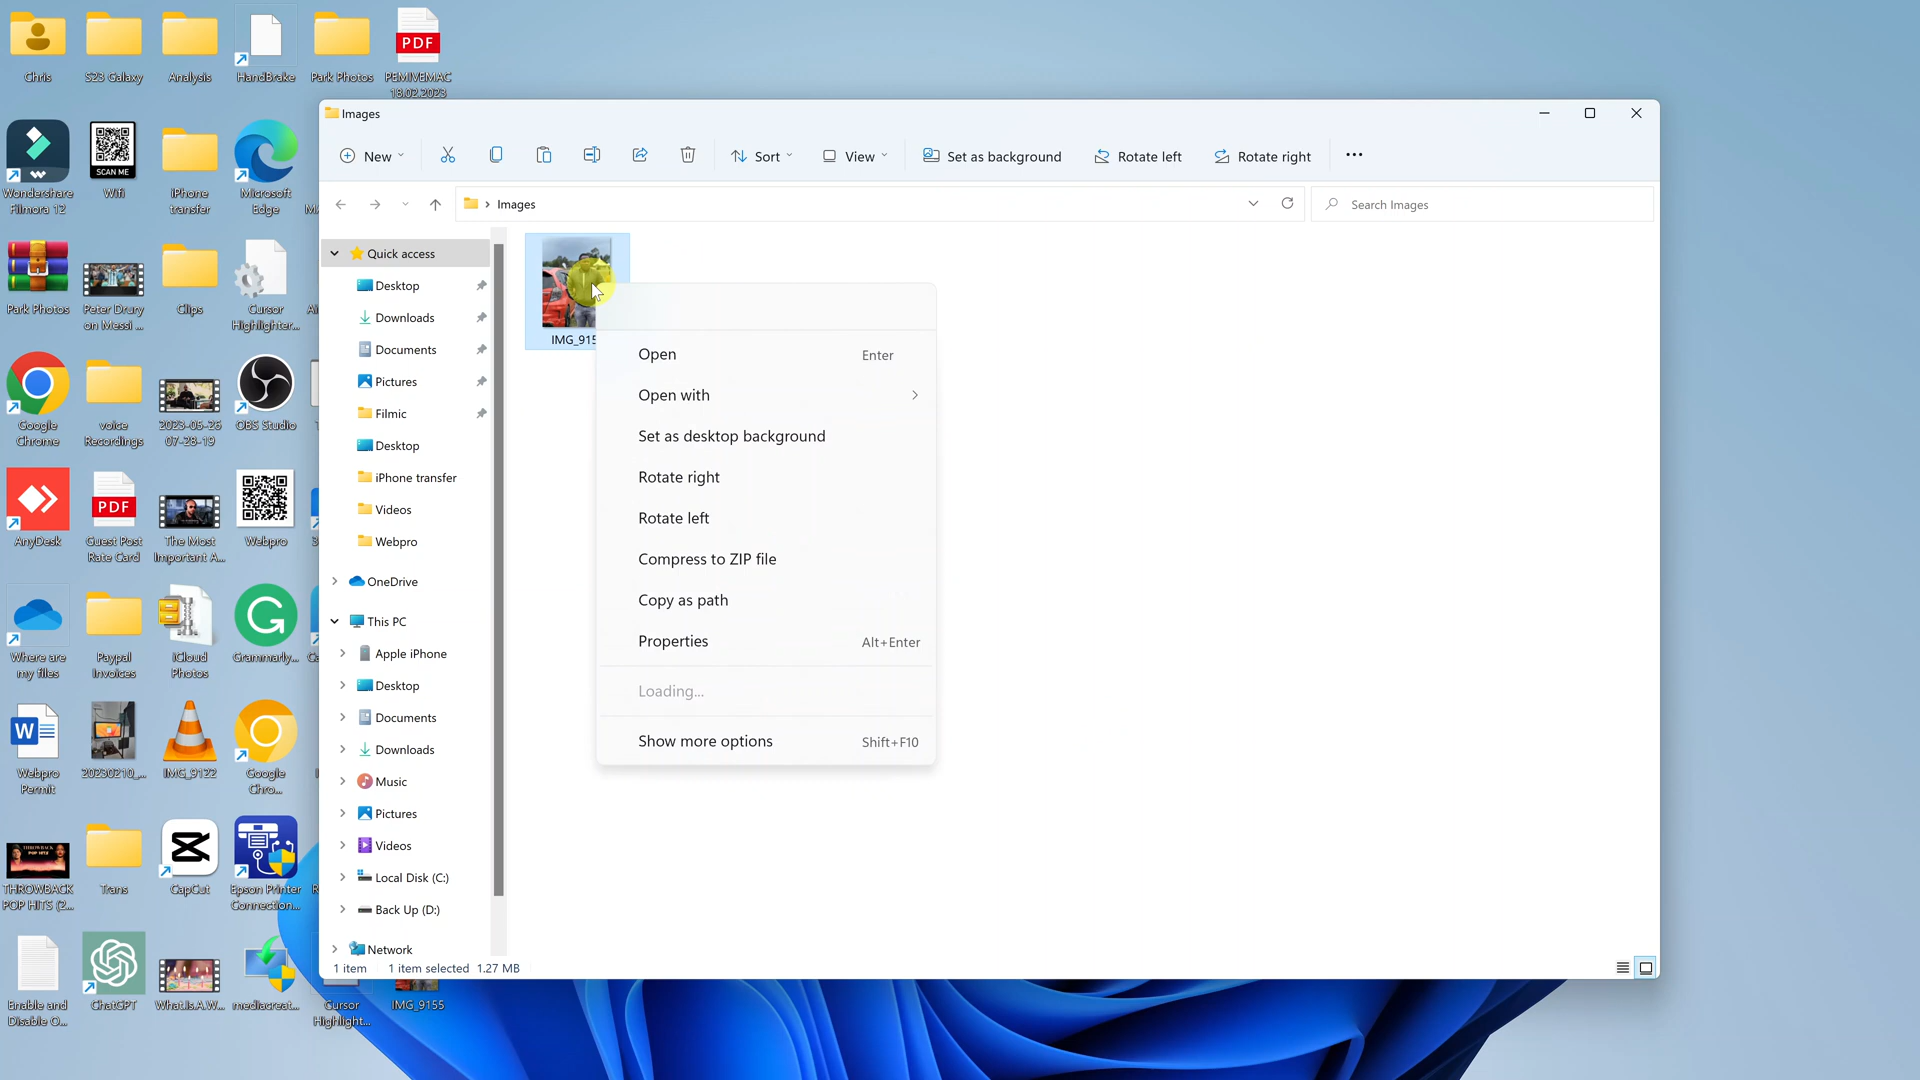 Chris
S23 Galaxy
Analysis
HandBrake
Park Photos
PDF
PEMIVEMAC
18.02.2023
Wondershare
Filmora 12
SCAN ME
Wifi
iPhone
transfer
Microsoft
Edge
Park Photos
Peter Drury
on Messi ...
Clips
Cursor
Highlighter...
Google
Chrome
voice
Recordings
2023-05-26
07-28-19
OBS Studio
AnyDesk
PDF
Guest Post
Rate Card
The Most
Important A...
Webpro
Where are
my files
Paypal
Invoices
iCloud
Photos
Grammarly...
Webpro
Permit
20230210_...
IMG_9122
Google
Chro...
THROWBACK
POP HITS
THROWBACK
POP HITS (2...
Trans
CapCut
Epson Printer
Connection...
Enable and
Disable O...
ChatGPT
What.Is.A.W...
mediacreat...
Cursor
Highlight...
IMG_9155
Images
New
Sort
View
Set as background
Rotate left
Rotate right
Images
Search Images
Quick access
Desktop
Downloads
Documents
Pictures
Filmic
Desktop
iPhone transfer
Videos
Webpro
OneDrive
This PC
Apple iPhone
Desktop
Documents
Downloads
Music
Pictures
Videos
Local Disk (C:)
Back Up (D:)
Network
1 item
1 item selected 1.27 MB
IMG_915
Open Enter
Open with
Set as desktop background
Rotate right
Rotate left
Compress to ZIP file
Copy as path
Properties Alt+Enter
Loading...
Show more options Shift+F10